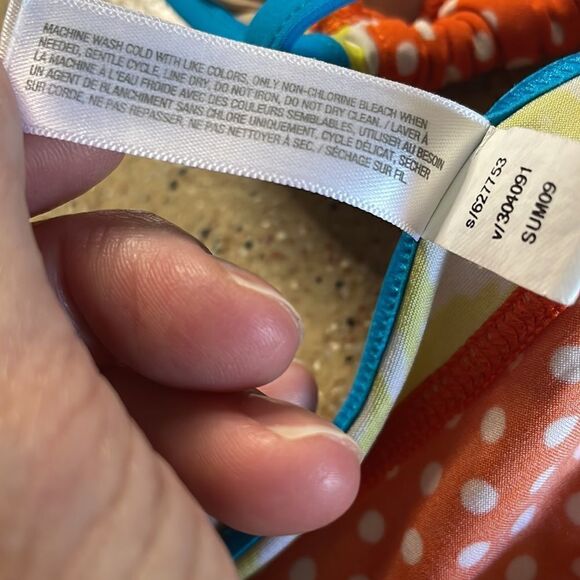 MACHINE WASH COLD WITH LIKE COLORS, ONLY NON-CHLORINE BLEACH WHEN
NEEDED, GENTLE CYCLE, LINE DRY, DO NOT IRON, DO NOT DRY CLEAN. / LAVER À
LA MACHINE À L'EAU FROIDE AVEC DES COULEURS SEMBLABLES, UTILISER AU BESOIN
UN AGENT DE BLANCHIMENT SANS CHLORE UNIQUEMENT, CYCLE DÉLICAT, SÉCHER
SUR CORDE, NE PAS REPASSER, NE PAS NETTOYER À SEC. / SÉCHAGE SUR FIL
s/627753
v/304091
SUM09